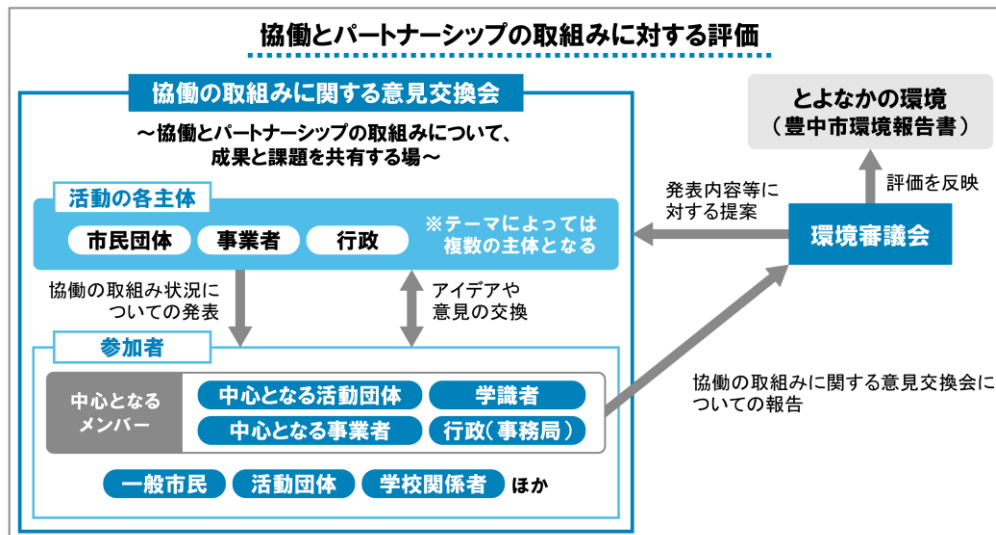 協働とパートナーシップの取組みに対する評価
協働の取組みに関する意見交換会
～協働とパートナーシップの取組みについて、
成果と課題を共有する場～
活動の各主体
市民団体
事業者
行政
※テーマによっては
複数の主体となる
協働の取組み状況に
ついての発表
アイデアや
意見の交換
参加者
中心となる
メンバー
中心となる活動団体
学識者
中心となる事業者
行政（事務局）
一般市民
活動団体
学校関係者
ほか
とよなかの環境
（豊中市環境報告書）
評価を反映
発表内容等に
対する提案
環境審議会
協働の取組みに関する意見交換会に
ついての報告